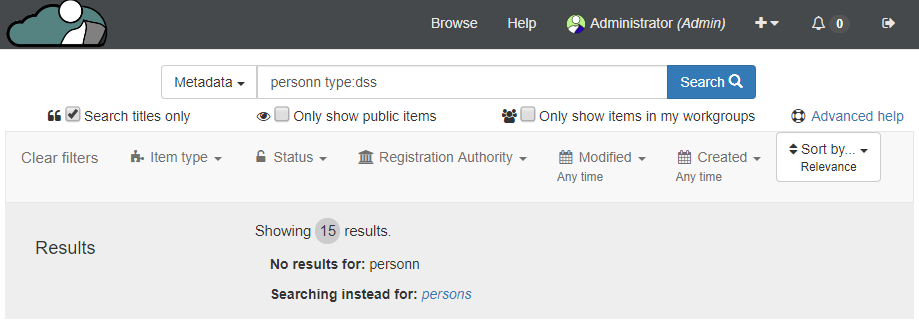 Browse Help Administrator (Admin) 0
Metadata personn type:dss Search
Search titles only Only show public items Only show items in my workgroups Advanced help
Clear filters Item type Status Registration Authority Modified Created Sort by...
Any time Any time Relevance
Showing 15 results.
Results
No results for: personn
Searching instead for: persons